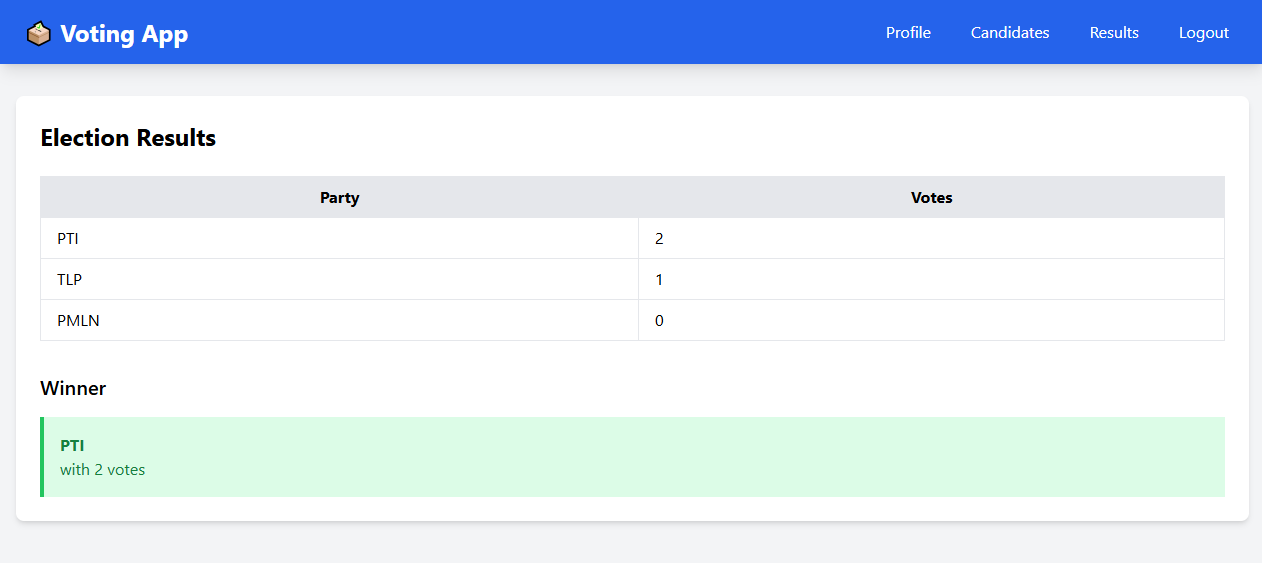 Voting App Profile Candidates Results Logout
Election Results
Party Votes
PTI 2
TLP 1
PMLN 0
Winner
PTI
with 2 votes